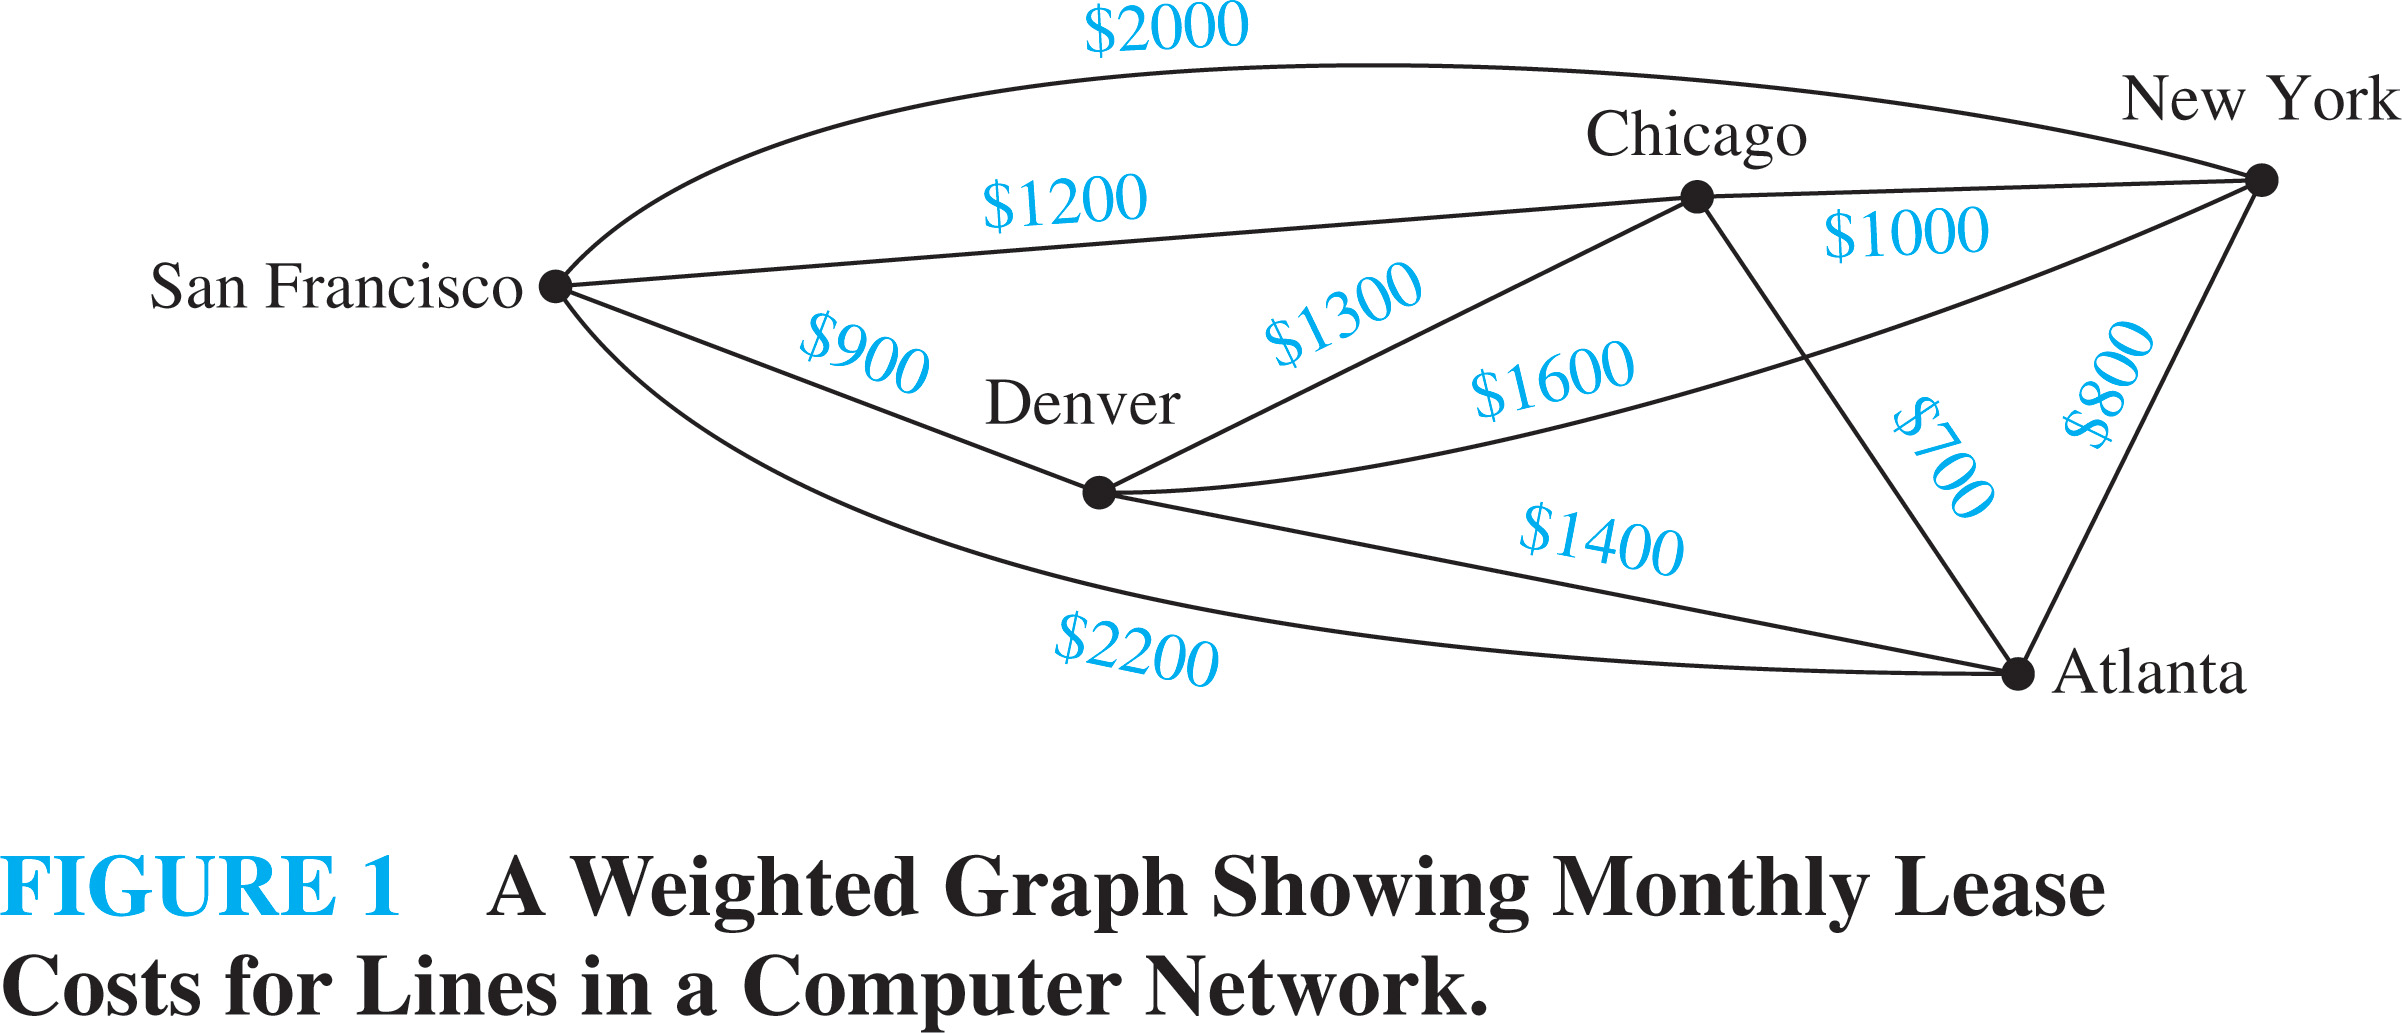 $2000
New York
Chicago
$1200
$1000
San Francisco
$1300
$900
$1600
$800
Denver
$700
$1400
$2200
Atlanta
FIGURE 1 A Weighted Graph Showing Monthly Lease
Costs for Lines in a Computer Network.